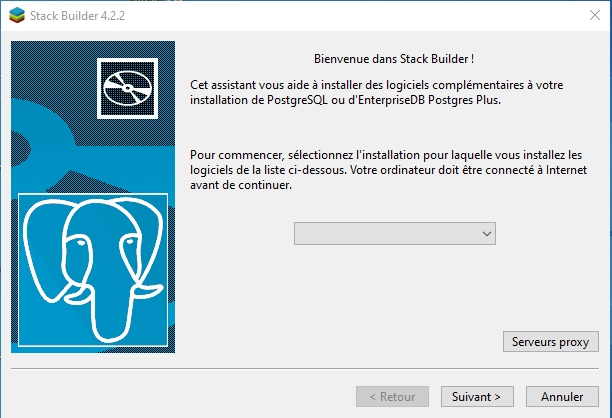 Stack Builder 4.2.2
Bienvenue dans Stack Builder !
Cet assistant vous aide à installer des logiciels complémentaires à votre
installation de PostgreSQL ou d'EnterpriseDB Postgres Plus.
Pour commencer, sélectionnez l'installation pour laquelle vous installez les
logiciels de la liste ci-dessous. Votre ordinateur doit être connecté à Internet
avant de continuer.
Serveurs proxy
< Retour
Suivant >
Annuler